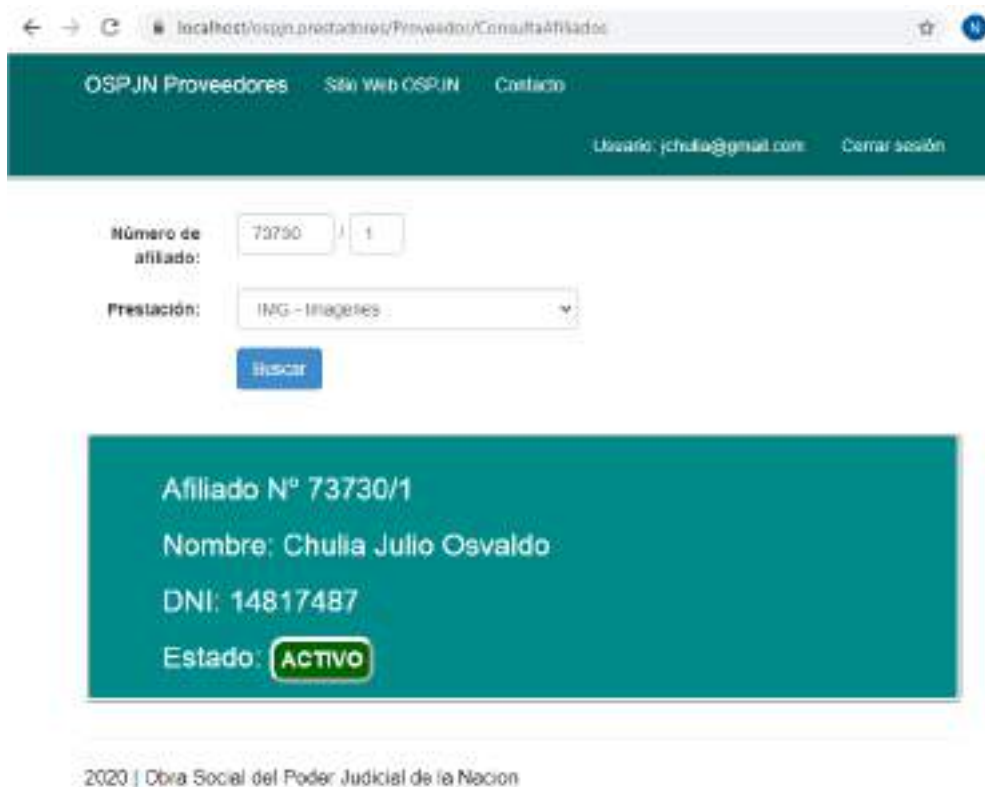 localhost/ospjn.prestadores/Proveedor/ConsultaAfiliados
N
OSPJN Proveedores Sitio Web OSPJN Contacto
Usuario: jchulia@gmail.com Cerrar sesión
Número de afiliado: 73730 / 1
Prestación: IMG - Imagenes
Buscar
Afiliado Nº 73730/1
Nombre: Chulia Julio Osvaldo
DNI: 14817487
Estado: ACTIVO
2020 | Obra Social del Poder Judicial de la Nacion